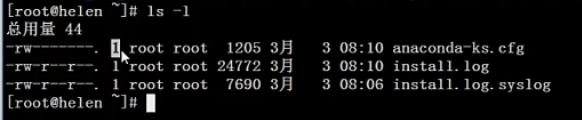 [root@helen ~]# ls -l
总用量 44
-rw-------. 1 root root  1205 3月   3 08:10 anaconda-ks.cfg
-rw-r--r--. 1 root root 24772 3月   3 08:10 install.log
-rw-r--r--. 1 root root  7690 3月   3 08:06 install.log.syslog
[root@helen ~]#